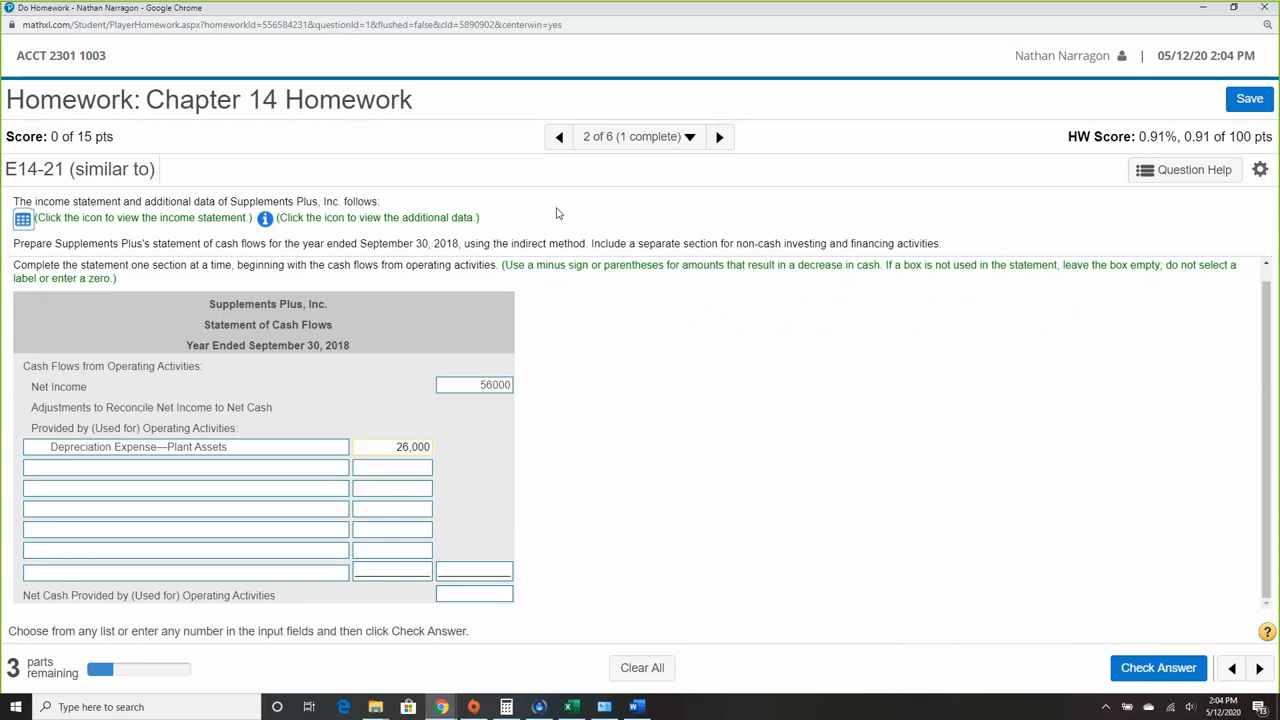 Do Homework - Nathan Narragon - Google Chrome
mathxl.com/Student/PlayerHomework.aspx?homeworkId=556584231&questionId=1&flushed=false&cId=5890902&centerwin=yes
ACCT 2301 1003
Nathan Narragon | 05/12/20 2:04 PM
Homework: Chapter 14 Homework
Save
Score: 0 of 15 pts
2 of 6 (1 complete)
HW Score: 0.91%, 0.91 of 100 pts
E14-21 (similar to)
Question Help
The income statement and additional data of Supplements Plus, Inc. follows:
(Click the icon to view the income statement.) (Click the icon to view the additional data.)
Prepare Supplements Plus's statement of cash flows for the year ended September 30, 2018, using the indirect method. Include a separate section for non-cash investing and financing activities.
Complete the statement one section at a time, beginning with the cash flows from operating activities. (Use a minus sign or parentheses for amounts that result in a decrease in cash. If a box is not used in the statement, leave the box empty; do not select a
label or enter a zero.)
Supplements Plus, Inc.
Statement of Cash Flows
Year Ended September 30, 2018
Cash Flows from Operating Activities:
Net Income 56000
Adjustments to Reconcile Net Income to Net Cash
Provided by (Used for) Operating Activities:
Depreciation Expense—Plant Assets 26,000
Net Cash Provided by (Used for) Operating Activities
Choose from any list or enter any number in the input fields and then click Check Answer.
?
3 parts
remaining
Clear All
Check Answer
Type here to search
2:04 PM
5/12/2020
13